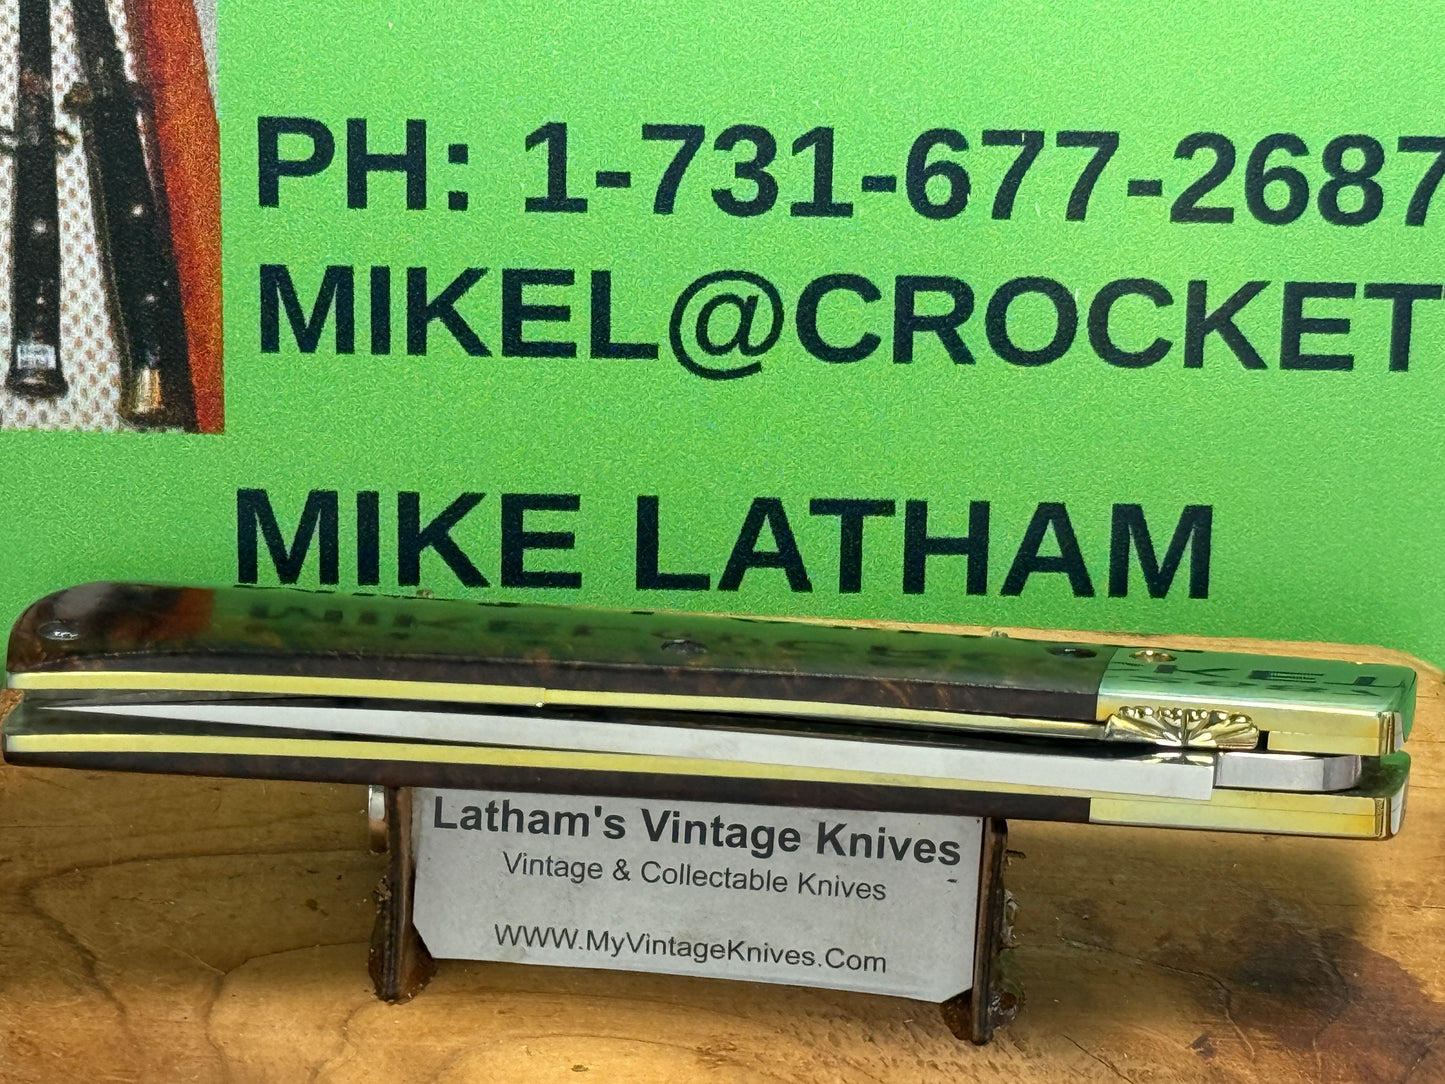 PH: 1-731-677-2687
MIKEL@CROCKET
MIKE LATHAM
Latham's Vintage Knives
Vintage & Collectable Knives
WWW.MyVintageKnives.Com